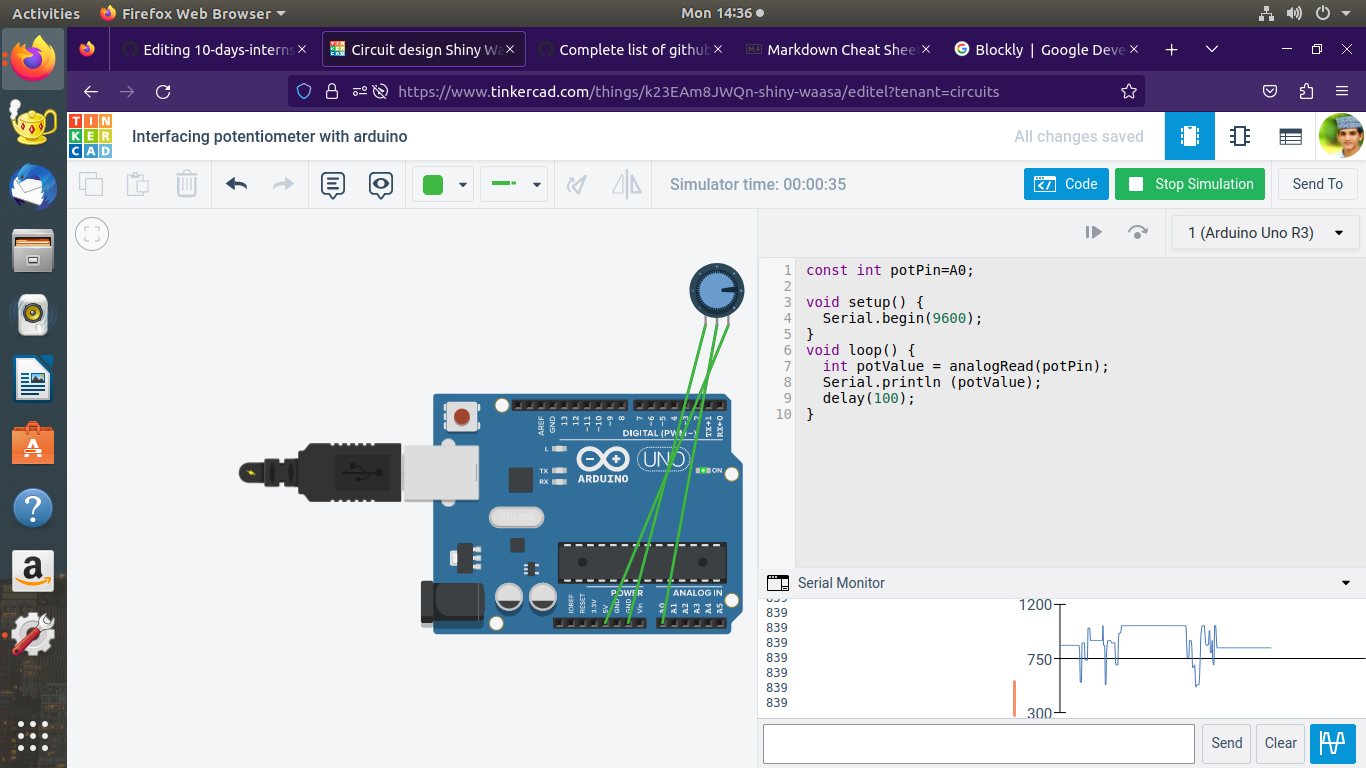 Activities
Firefox Web Browser
Mon 14:36
Editing 10-days-interns
Circuit design Shiny Wa
Complete list of github
Markdown Cheat Shee
Blockly | Google Deve
https://www.tinkercad.com/things/k23EAm8JWQn-shiny-waasa/editel?tenant=circuits
TIN
KER
CAD
Interfacing potentiometer with arduino
All changes saved
Simulator time: 00:00:35
Code
Stop Simulation
Send To
1 (Arduino Uno R3)
1 const int potPin=A0;
2
3 void setup() {
4 Serial.begin(9600);
5 }
6 void loop() {
7 int potValue = analogRead(potPin);
8 Serial.println (potValue);
9 delay(100);
10 }
AREF
GND
13
12
~11
~10
~9
8
7
~6
~5
4
~3
2
TX→1
RX←0
DIGITAL (PWM~)
L
TX
RX
UNO
ON
ARDUINO
POWER
ANALOG IN
IOREF
RESET
3.3V
5V
GND
GND
Vin
A0
A1
A2
A3
A4
A5
Serial Monitor
839
839
839
839
839
839
839
839
1200
750
300
Send
Clear